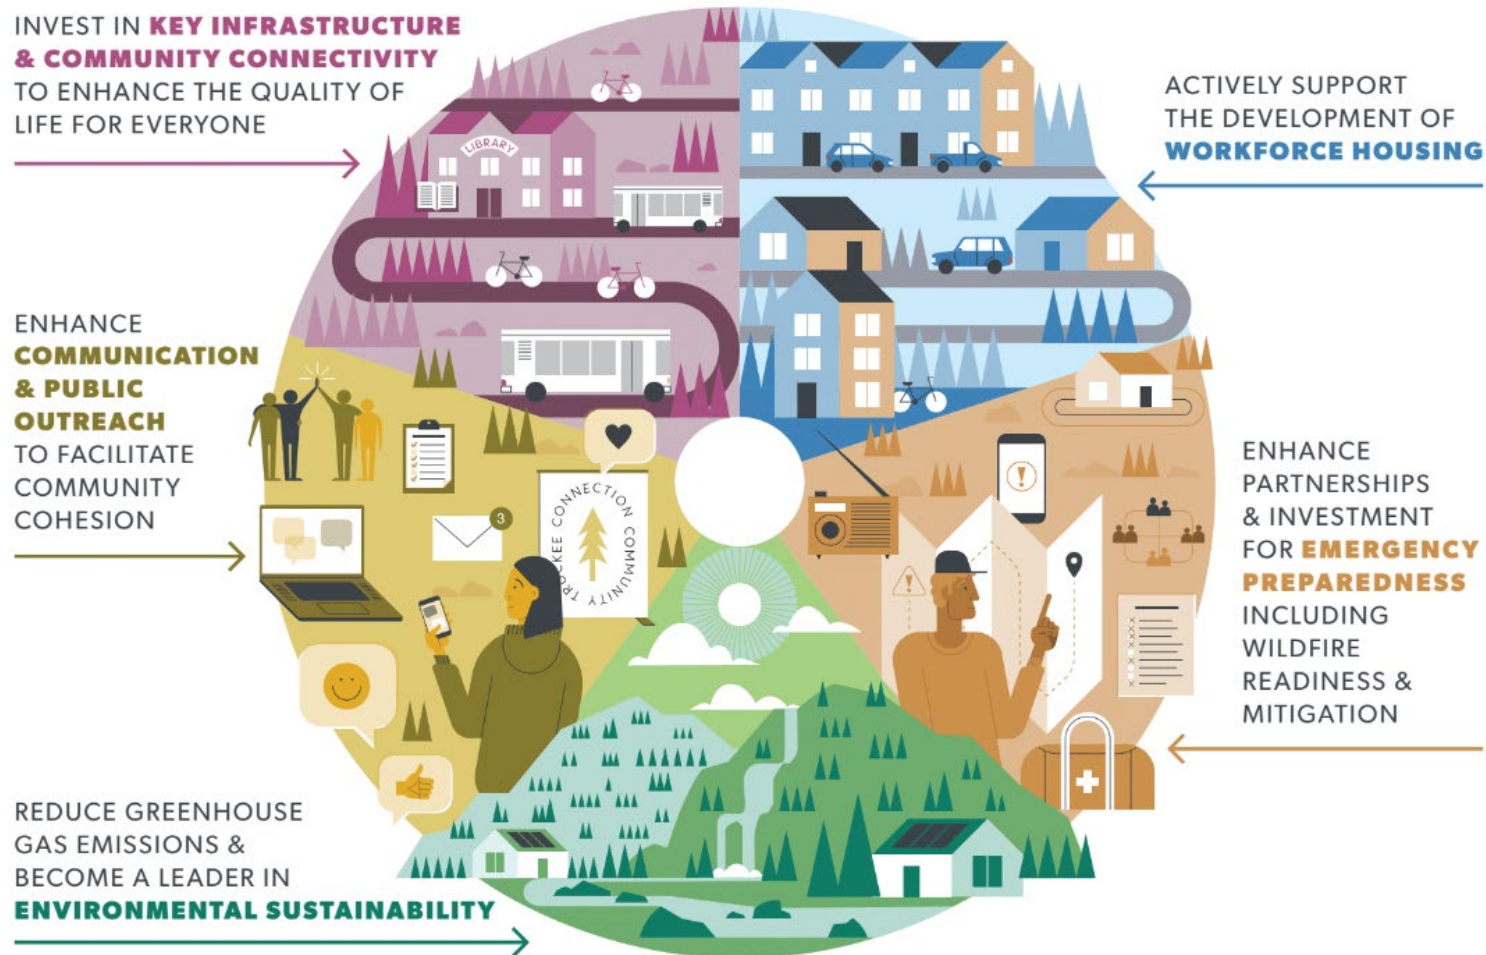 INVEST IN KEY INFRASTRUCTURE
& COMMUNITY CONNECTIVITY
TO ENHANCE THE QUALITY OF
LIFE FOR EVERYONE
LIBRARY
ACTIVELY SUPPORT
THE DEVELOPMENT OF
WORKFORCE HOUSING
ENHANCE
COMMUNICATION
& PUBLIC
OUTREACH
TO FACILITATE
COMMUNITY
COHESION
3
TRUCKEE CONNECTION COMMUNITY
ENHANCE
PARTNERSHIPS
& INVESTMENT
FOR EMERGENCY
PREPAREDNESS
INCLUDING
WILDFIRE
READINESS &
MITIGATION
REDUCE GREENHOUSE
GAS EMISSIONS &
BECOME A LEADER IN
ENVIRONMENTAL SUSTAINABILITY